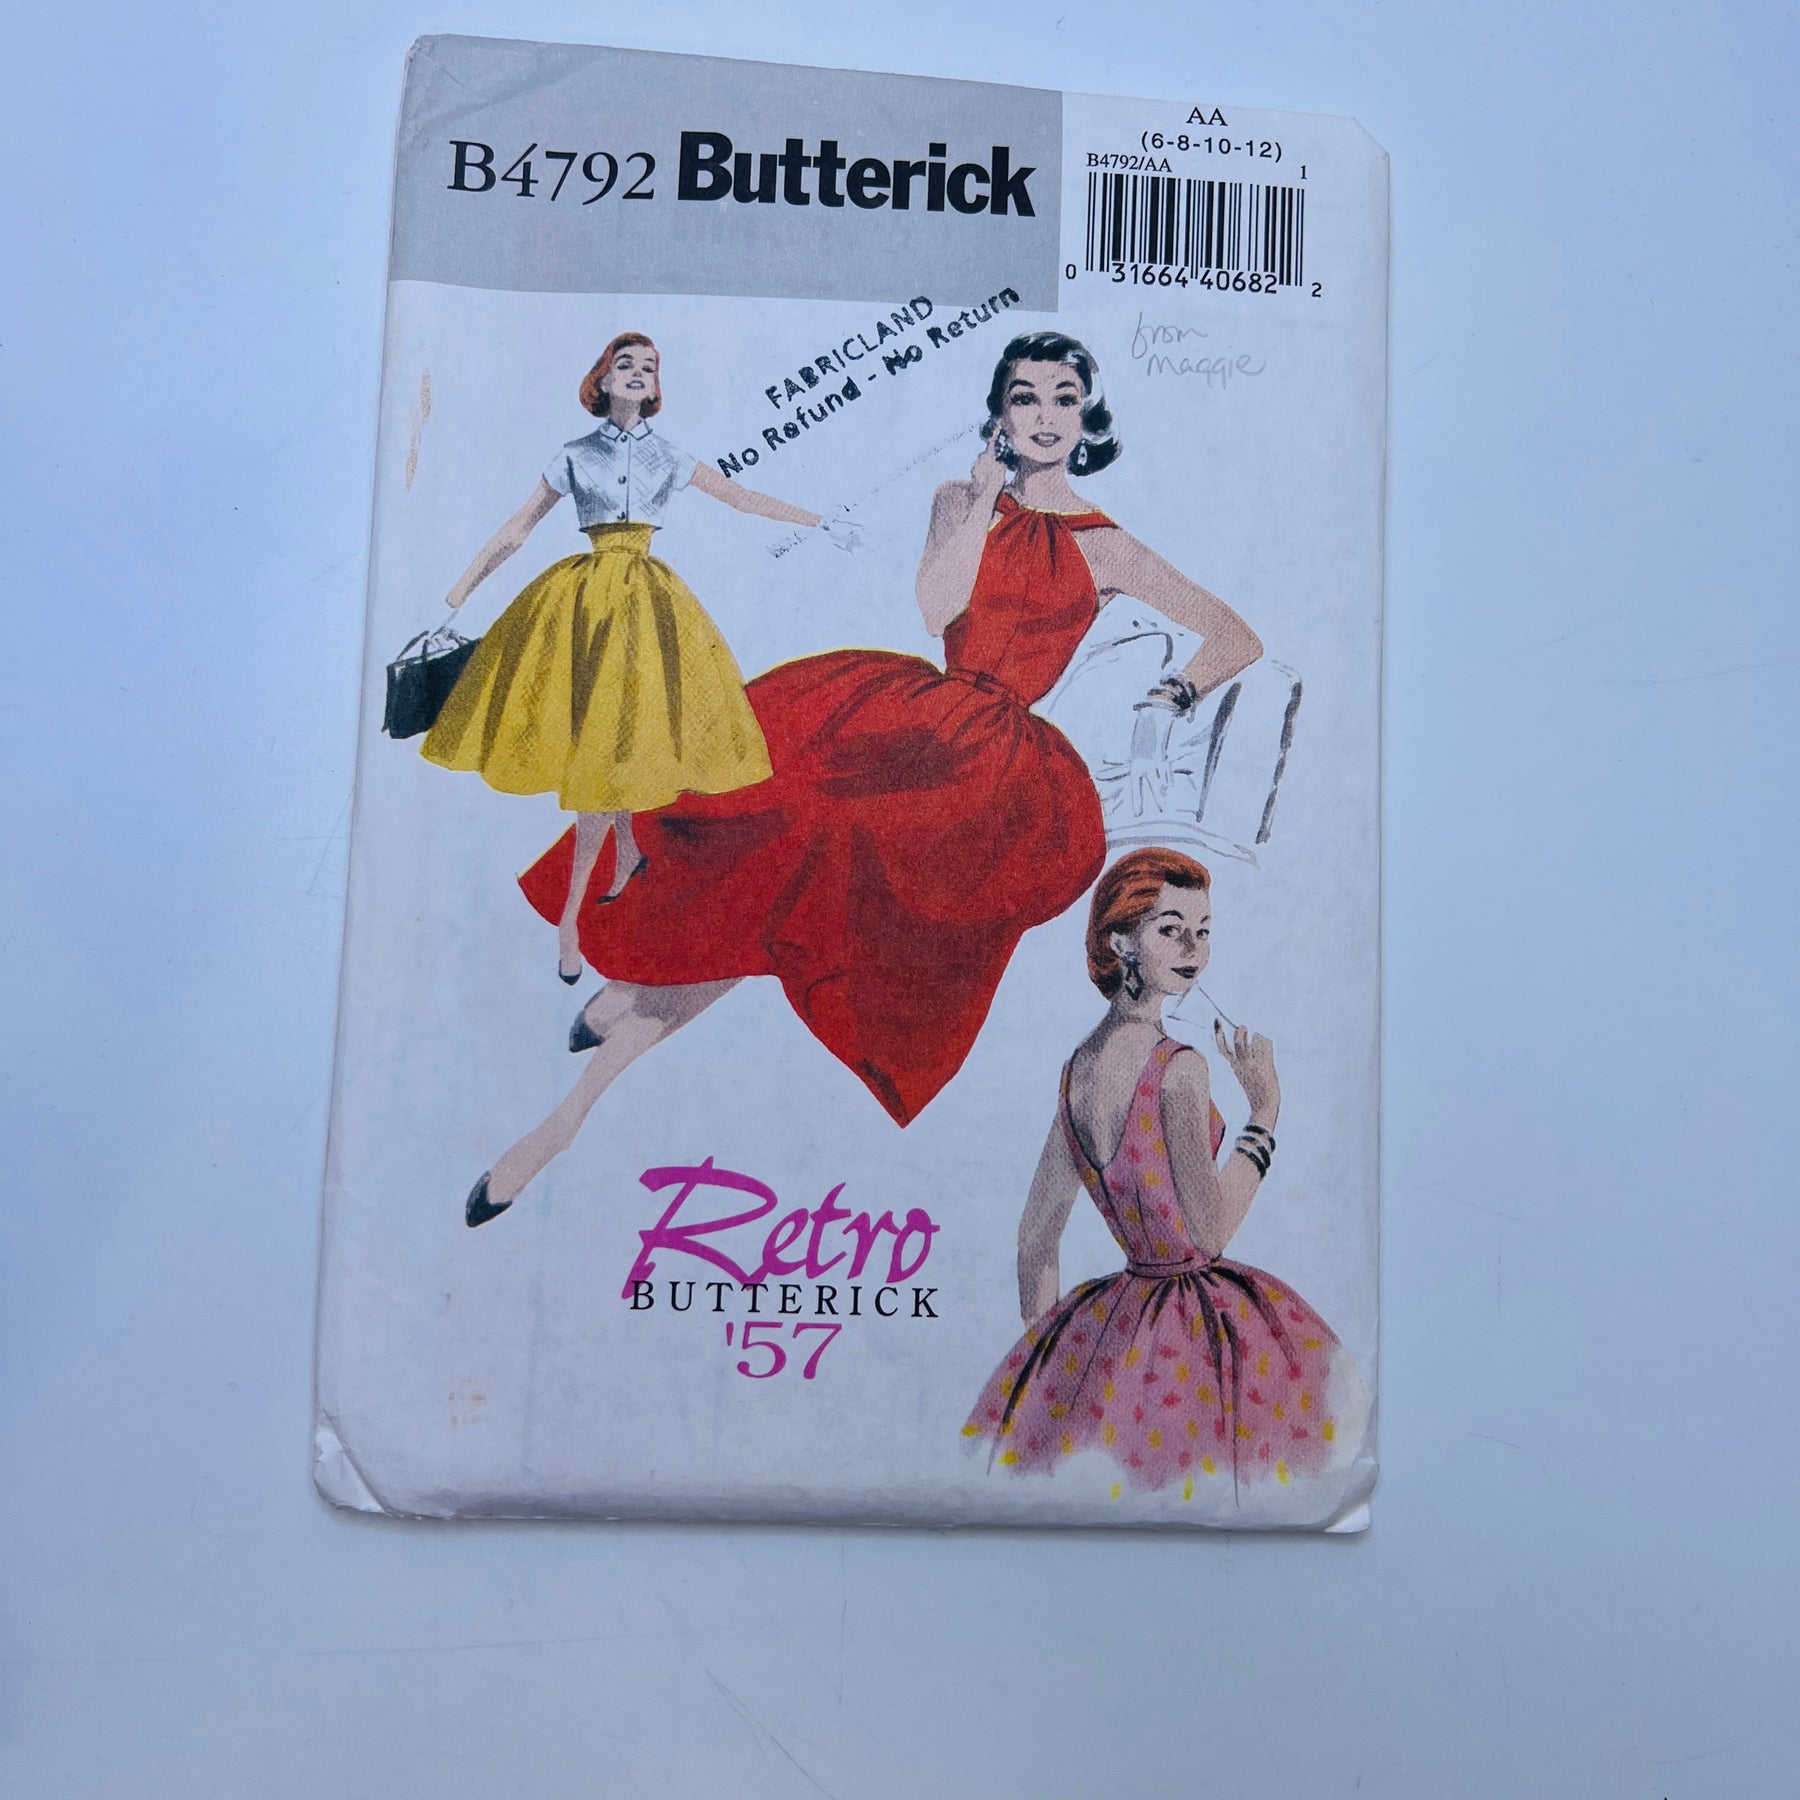 B4792 Butterick
AA
(6-8-10-12)
B4792/AA 1
0 31664 40682 2
FABRICLAND
No Refund - No Return
from
Maggie
Retro
BUTTERICK
'57